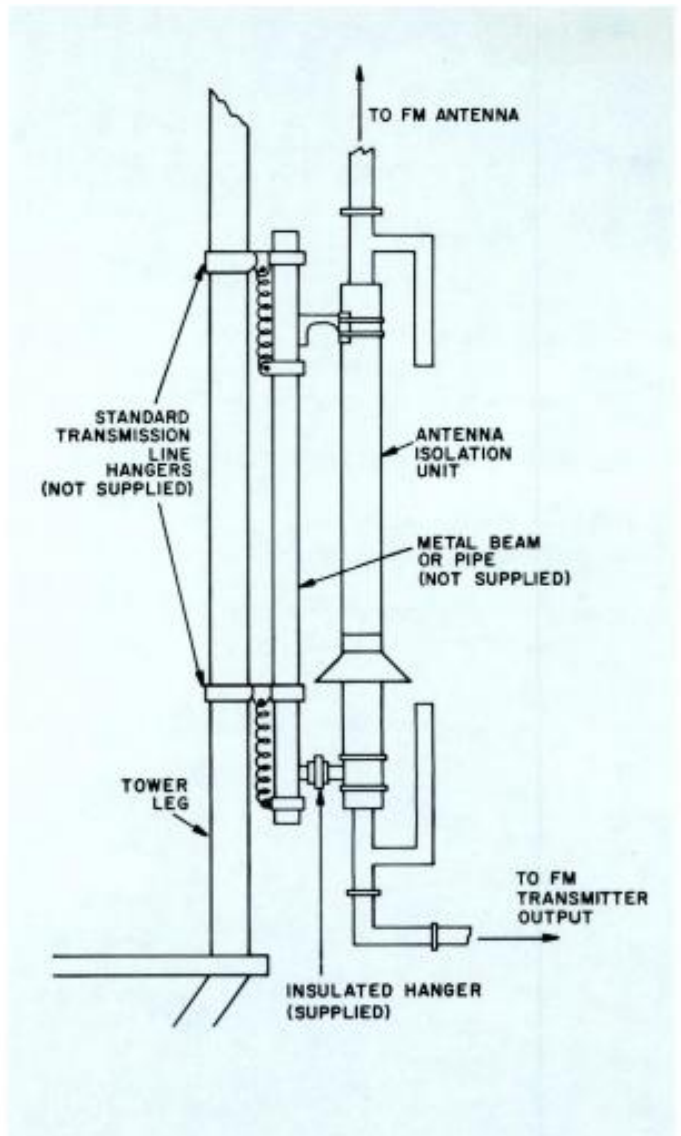 TO FM ANTENNA
STANDARD
TRANSMISSION
LINE
HANGERS
(NOT SUPPLIED)
ANTENNA
ISOLATION
UNIT
METAL BEAM
OR PIPE
(NOT SUPPLIED)
TOWER
LEG
TO FM
TRANSMITTER
OUTPUT
INSULATED HANGER
(SUPPLIED)